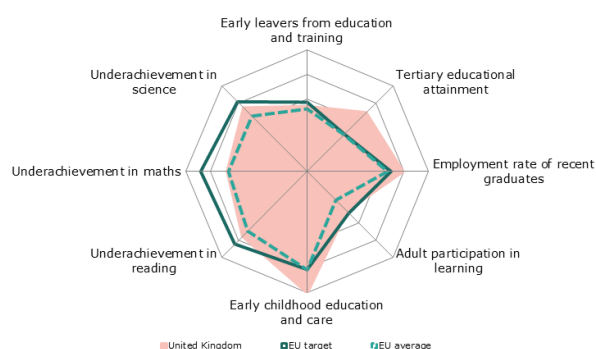 Early leavers from education
and training
Underachievement in
science
Tertiary educational
attainment
Underachievement in maths
Employment rate of recent
graduates
Underachievement in
reading
Adult participation in
learning
Early childhood education
and care
United Kingdom
EU target
EU average